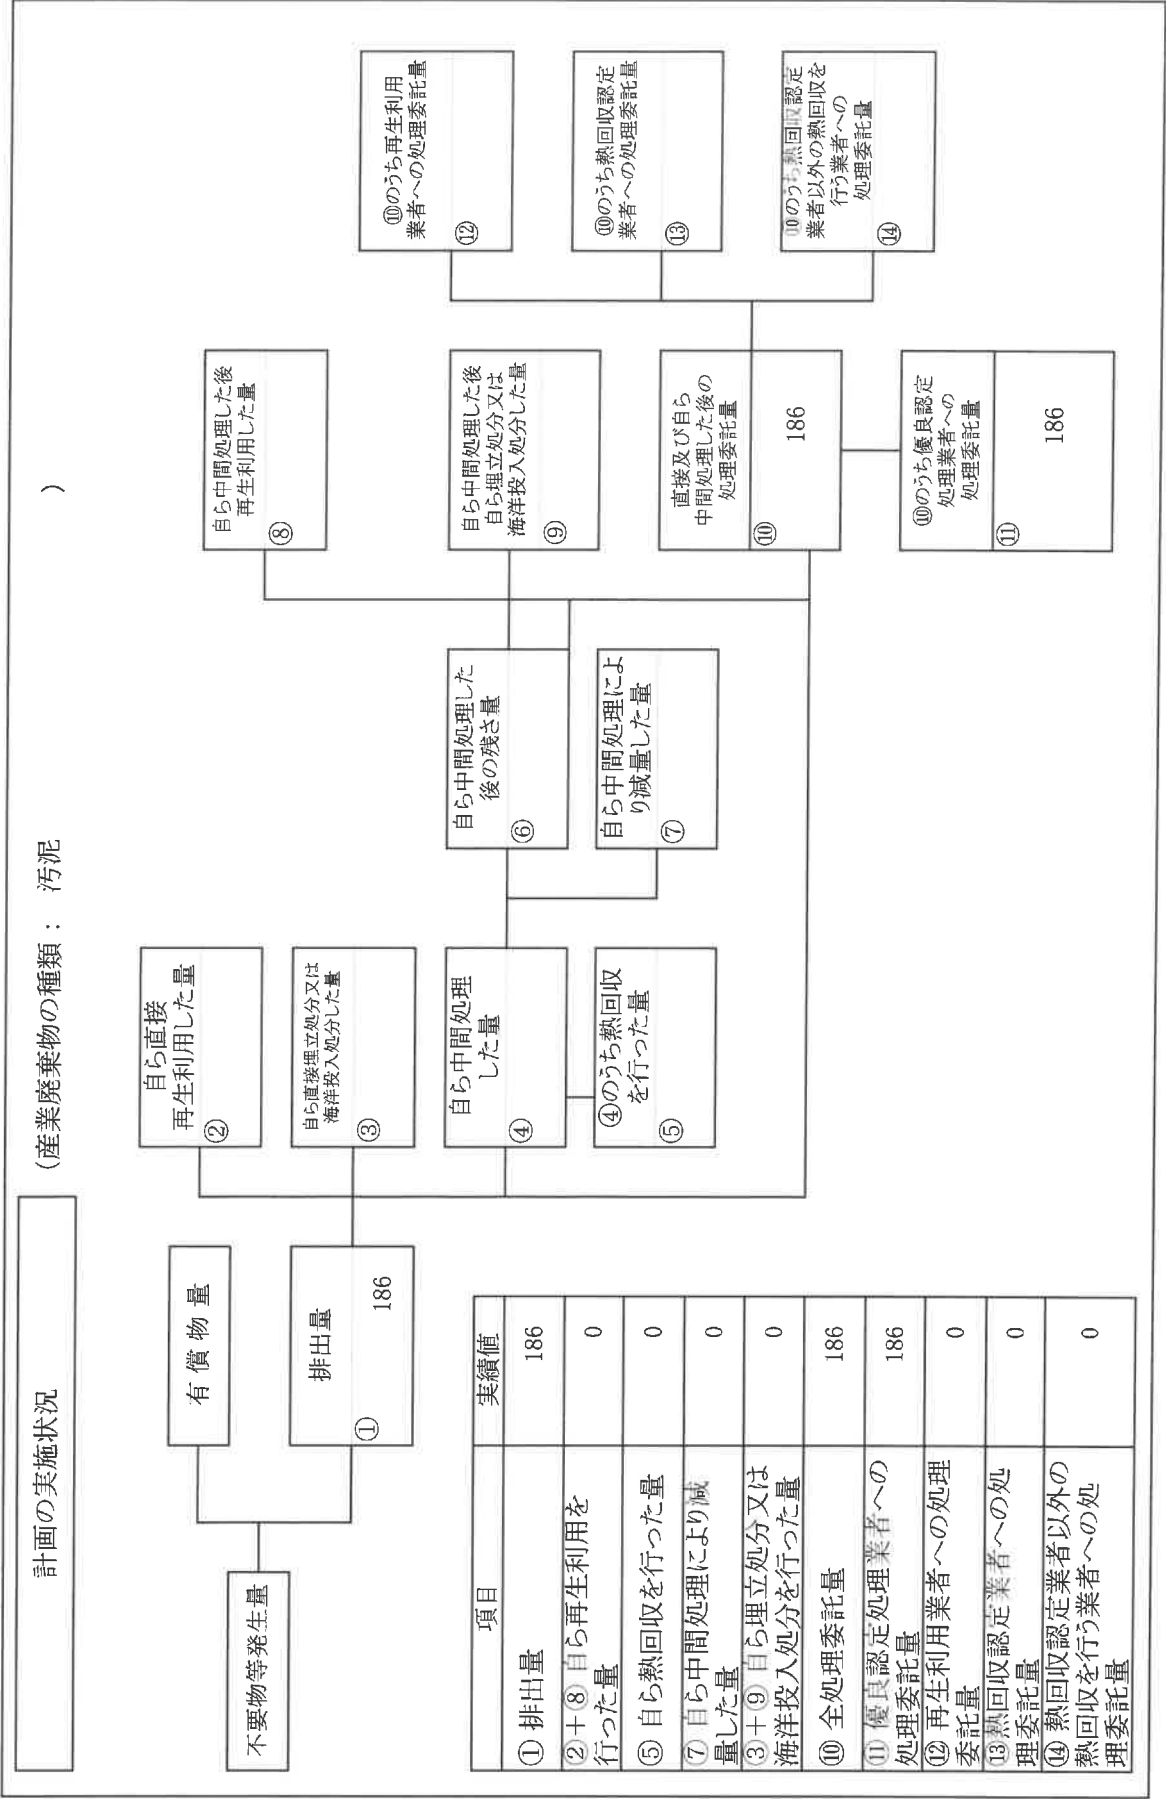 計画の実施状況
（産業廃棄物の種類： 汚泥 ）
不要物等発生量
有償物量
排出量
① 186
自ら直接
再生利用した量
②
自ら直接埋立処分又は
海洋投入処分した量
③
自ら中間処理
した量
④
④のうち熱回収
を行った量
⑤
自ら中間処理した
後の残さ量
⑥
自ら中間処理によ
り減量した量
⑦
自ら中間処理した後
再生利用した量
⑧
自ら中間処理した後
自ら埋立処分又は
海洋投入処分した量
⑨
直接及び自ら
中間処理した後の
処理委託量
⑩ 186
⑩のうち優良認定
処理業者への
処理委託量
⑪ 186
⑩のうち再生利用
業者への処理委託量
⑫
⑩のうち熱回収認定
業者への処理委託量
⑬
⑩のうち熱回収認定
業者以外の熱回収を
行う業者への
処理委託量
⑭
項目 実績値
①排出量 186
②＋⑧ 自ら再生利用を
行った量 0
⑤ 自ら熱回収を行った量 0
⑦ 自ら中間処理により減
量した量 0
③＋⑨ 自ら埋立処分又は
海洋投入処分を行った量 0
⑩ 全処理委託量 186
⑪ 優良認定処理業者への
処理委託量 186
⑫ 再生利用業者への処理
委託量 0
⑬熱回収認定業者への処
理委託量 0
⑭ 熱回収認定業者以外の
熱回収を行う業者への処
理委託量 0